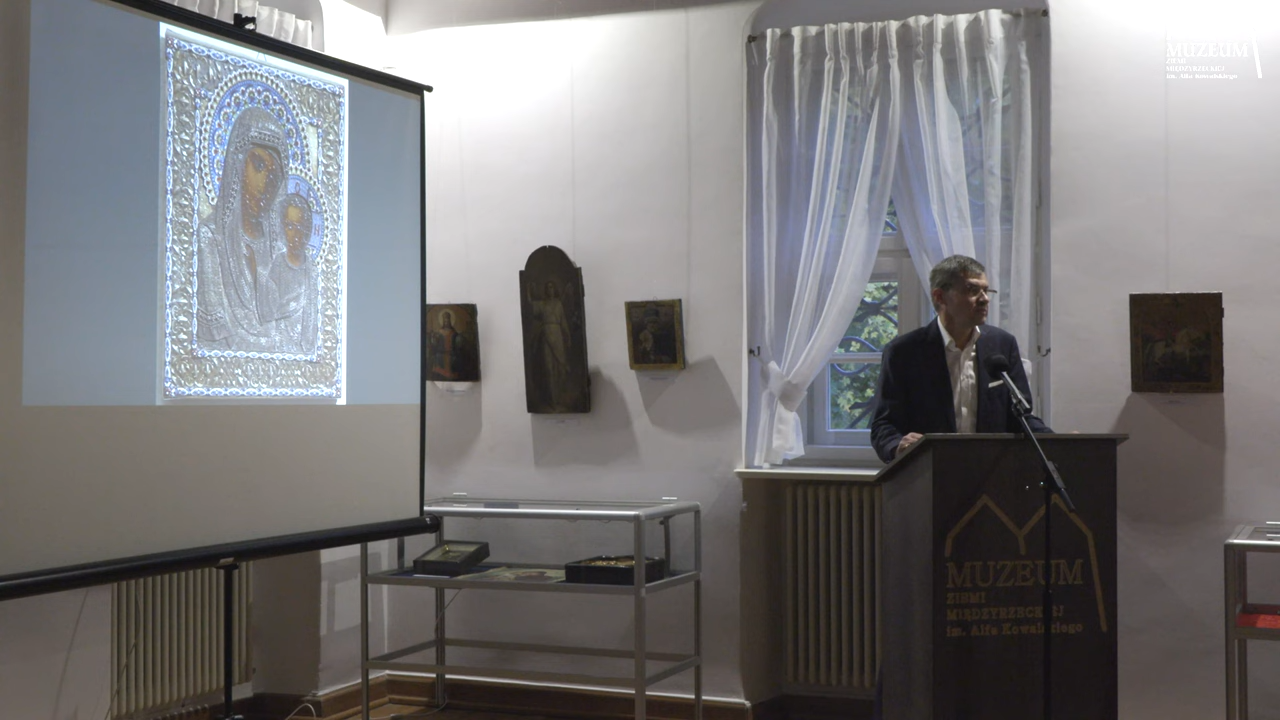 MUZEUM
ZIEMI
MIĘDZYRZECKIEJ
im. Alfa Kowalskiego
MUZEUM
ZIEMI
MIĘDZYRZECKIEJ
im. Alfa Kowalskiego